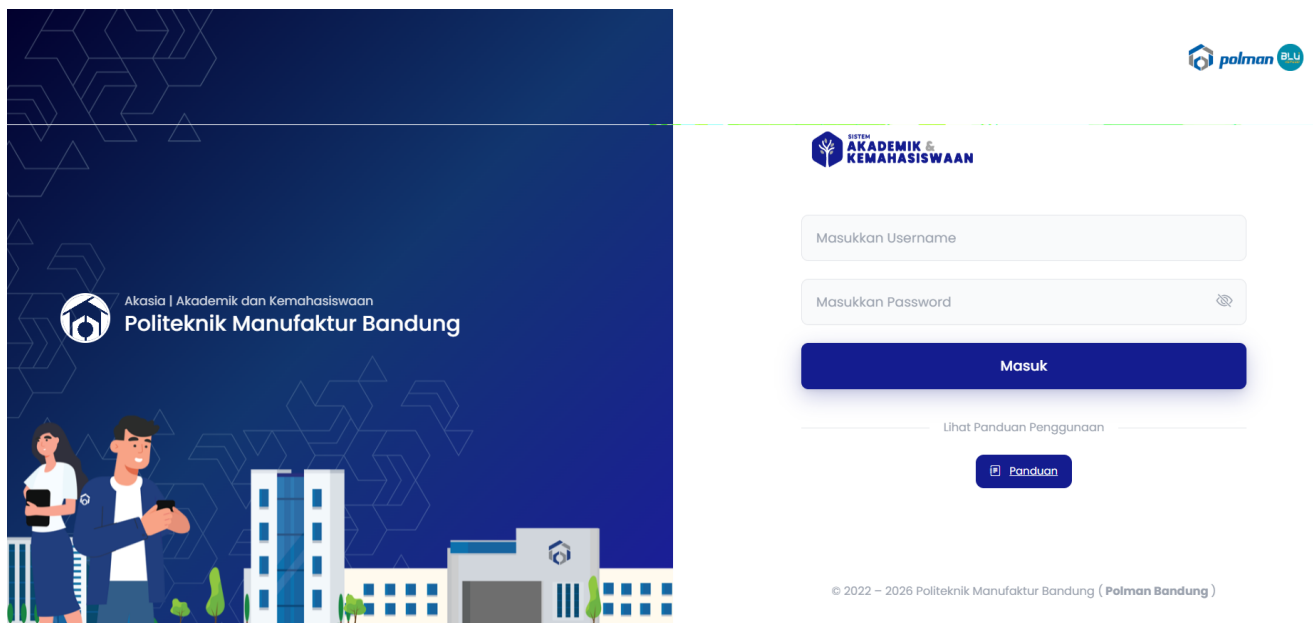 Akasia | Akademik dan Kemahasiswaan
Politeknik Manufaktur Bandung
polman BLU
SISTEM
AKADEMIK &
KEMAHASISWAAN
Masukkan Username
Masukkan Password
Masuk
Lihat Panduan Penggunaan
Panduan
© 2022 – 2026 Politeknik Manufaktur Bandung ( Polman Bandung )